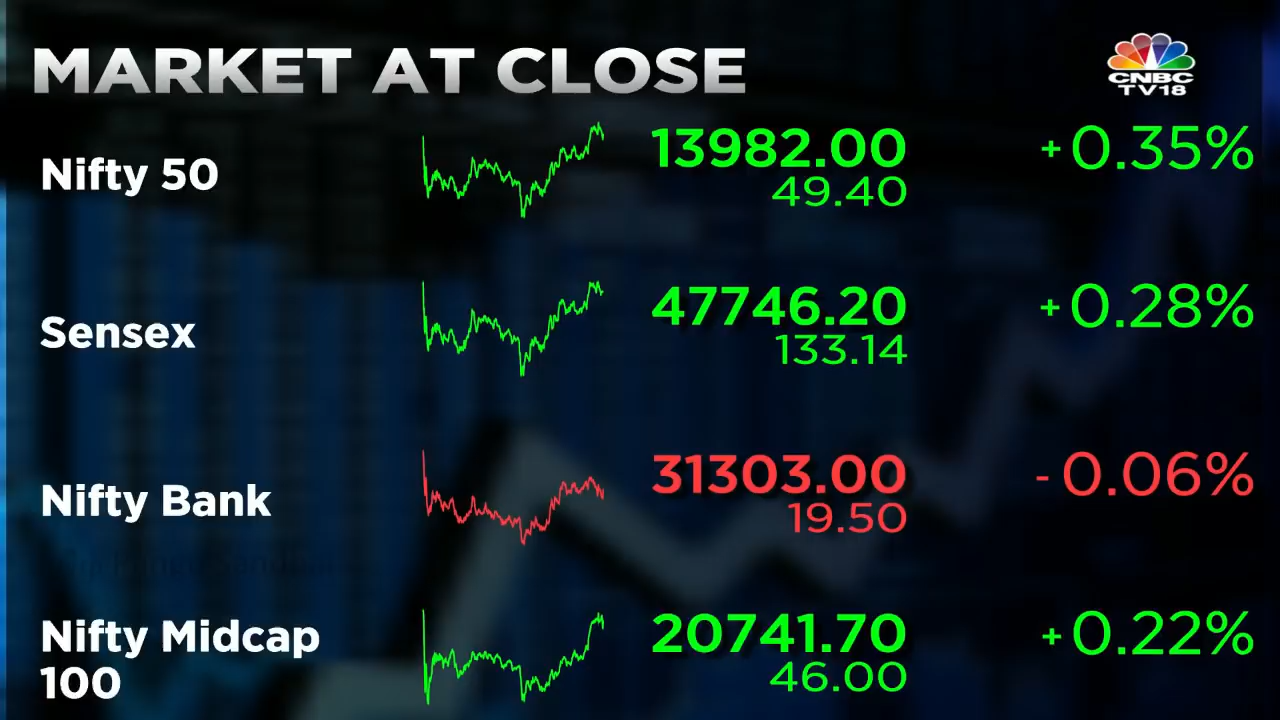 MARKET AT CLOSE
CNBC
TV18
Nifty 50
13982.00
49.40
+0.35%
Sensex
47746.20
133.14
+0.28%
Nifty Bank
31303.00
19.50
-0.06%
Nifty Midcap
100
20741.70
46.00
+0.22%